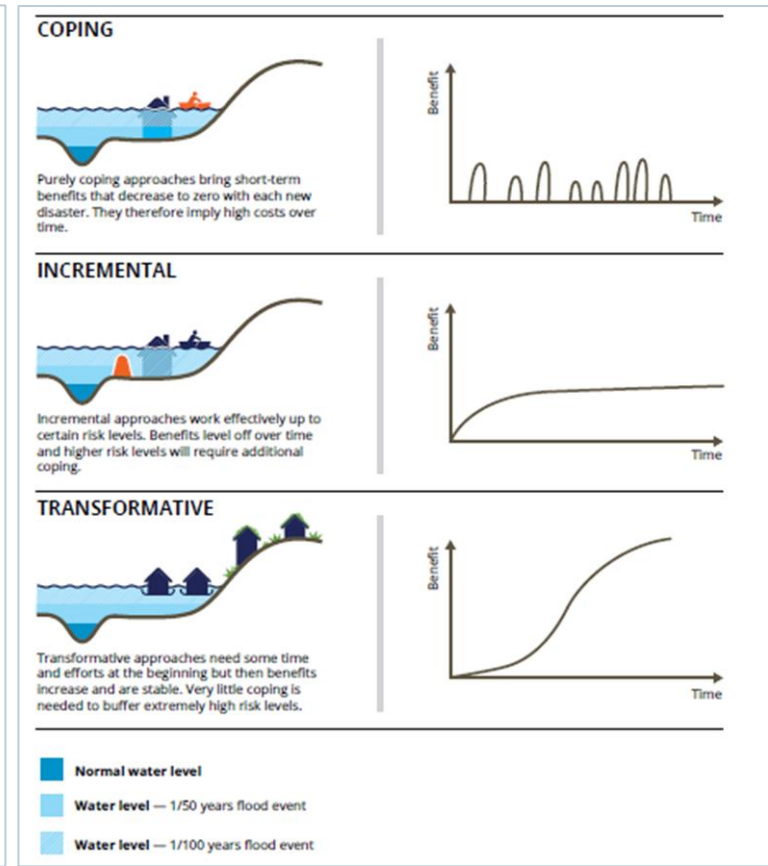 COPING
Purely coping approaches bring short-term
benefits that decrease to zero with each new
disaster. They therefore imply high costs over
time.
Benefit
Time
INCREMENTAL
Incremental approaches work effectively up to
certain risk levels. Benefits level off over time
and higher risk levels will require additional
coping.
Benefit
Time
TRANSFORMATIVE
Transformative approaches need some time
and efforts at the beginning but then benefits
increase and are stable. Very little coping is
needed to buffer extremely high risk levels.
Benefit
Time
Normal water level
Water level — 1/50 years flood event
Water level — 1/100 years flood event